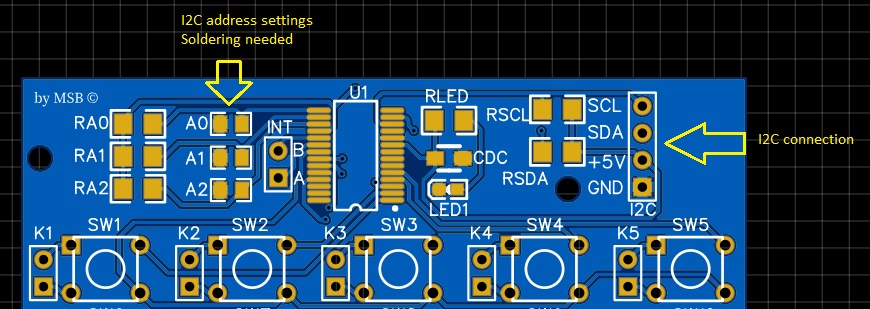 I2C address settings
Soldering needed
by MSB ©
U1
RLED
RA0
A0
INT
RSCL
SCL
B
SDA
I2C connection
RA1
A1
CDC
+5V
A
RSDA
RA2
A2
GND
LED1
I2C
K1
SW1
K2
SW2
K3
SW3
K4
SW4
K5
SW5